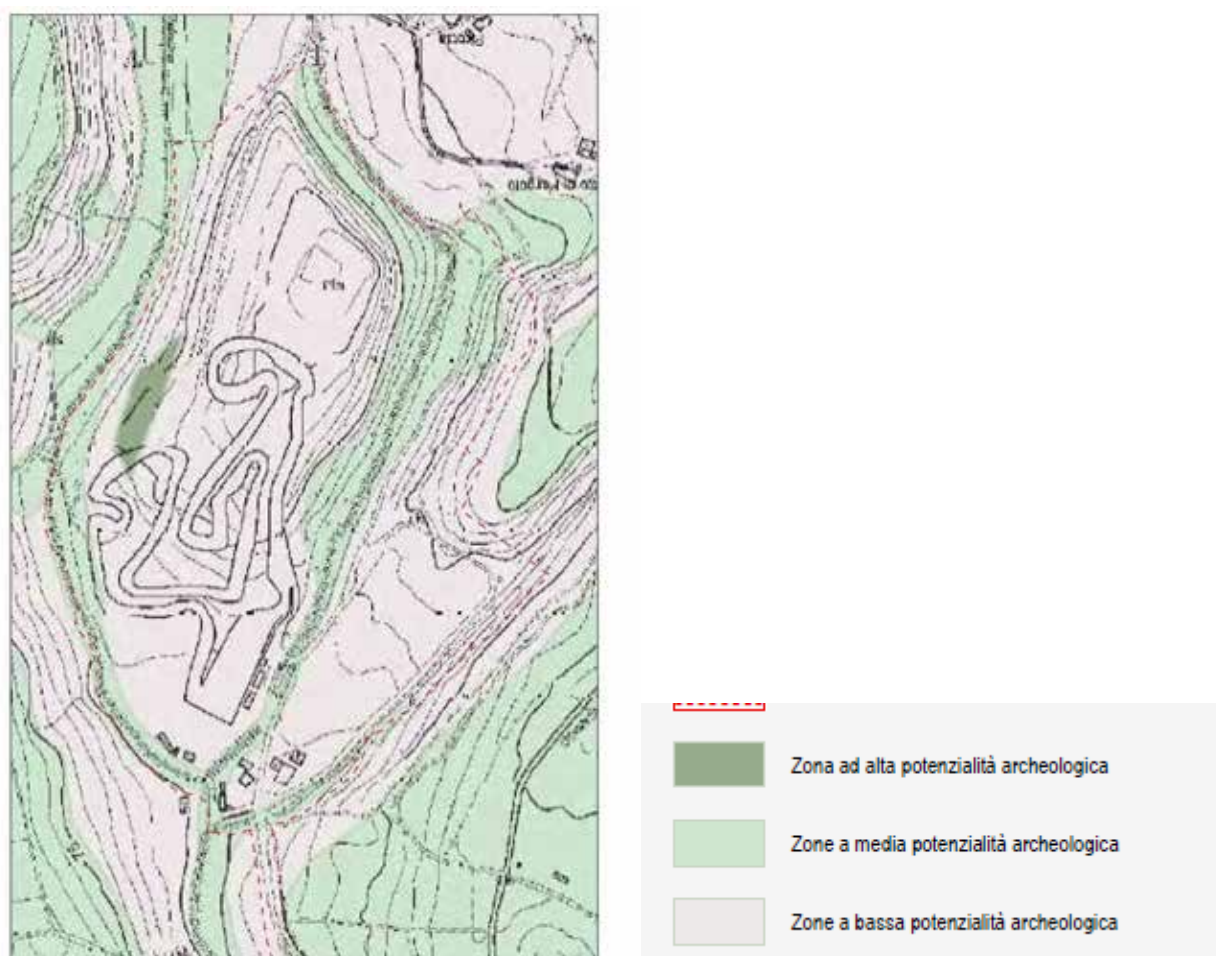 Zona ad alta potenzialità archeologica
Zone a media potenzialità archeologica
Zone a bassa potenzialità archeologica